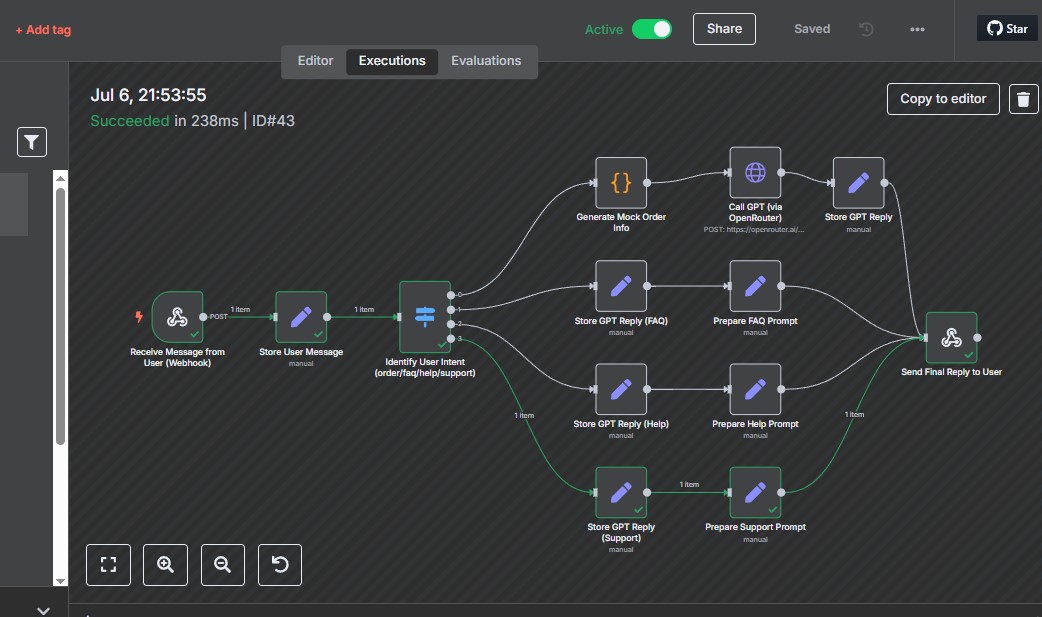 + Add tag
Active
Share
Saved
Star
Editor
Executions
Evaluations
Jul 6, 21:53:55
Succeeded in 238ms | ID#43
Copy to editor
Generate Mock Order
Info
Call GPT (via
OpenRouter)
POST: https://openrouter.ai/...
Store GPT Reply
manual
0
1
2
3
POST
1 item
1 item
Receive Message from
User (Webhook)
Store User Message
manual
Identify User Intent
(order/faq/help/support)
Store GPT Reply (FAQ)
manual
Prepare FAQ Prompt
manual
Send Final Reply to User
Store GPT Reply (Help)
manual
Prepare Help Prompt
manual
1 item
1 item
1 item
Store GPT Reply
(Support)
manual
Prepare Support Prompt
manual